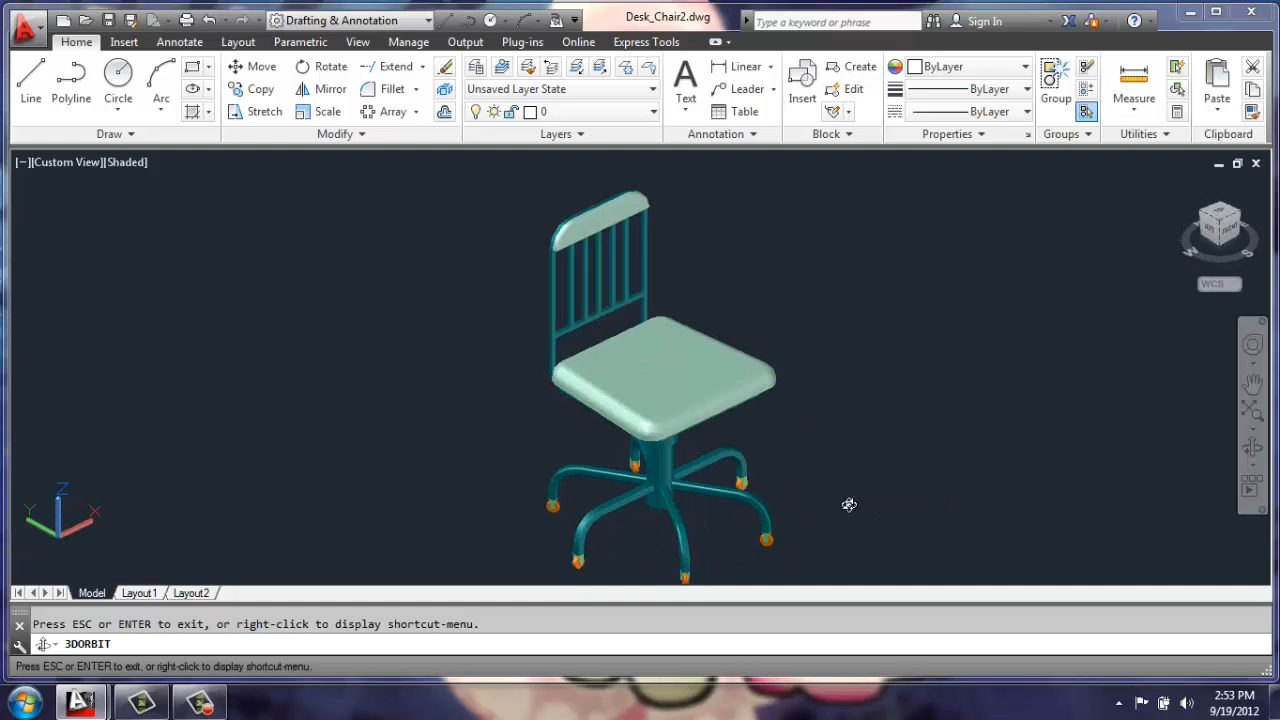 Drafting & Annotation
Desk_Chair2.dwg
Type a keyword or phrase
Sign In
Home Insert Annotate Layout Parametric View Manage Output Plug-ins Online Express Tools
Line
Polyline
Circle
Arc
Draw
Move
Copy
Stretch
Rotate
Mirror
Scale
Extend
Fillet
Array
Modify
Unsaved Layer State
0
Layers
A
Text
Linear
Leader
Table
Annotation
Insert
Create
Edit
Block
ByLayer
ByLayer
ByLayer
Properties
Group
Groups
Measure
Utilities
Paste
Clipboard
[−][Custom View][Shaded]
FRONT
W S
WCS
Z
Y X
Model Layout1 Layout2
Press ESC or ENTER to exit, or right-click to display shortcut-menu.
3DORBIT
Press ESC or ENTER to exit, or right-click to display shortcut-menu.
2:53 PM
9/19/2012